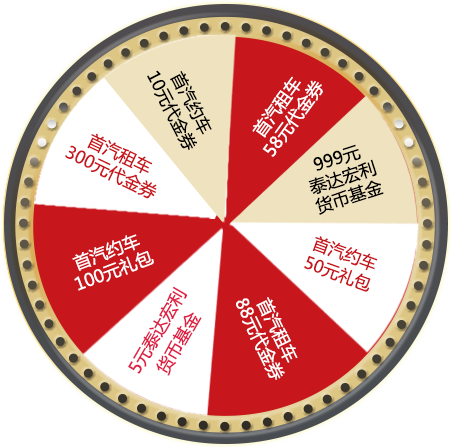 首汽约车
10元代金券
首汽租车
58元代金券
999元
泰达宏利
货币基金
首汽约车
50元礼包
首汽租车
88元代金券
5元泰达宏利
货币基金
首汽约车
100元礼包
首汽租车
300元代金券